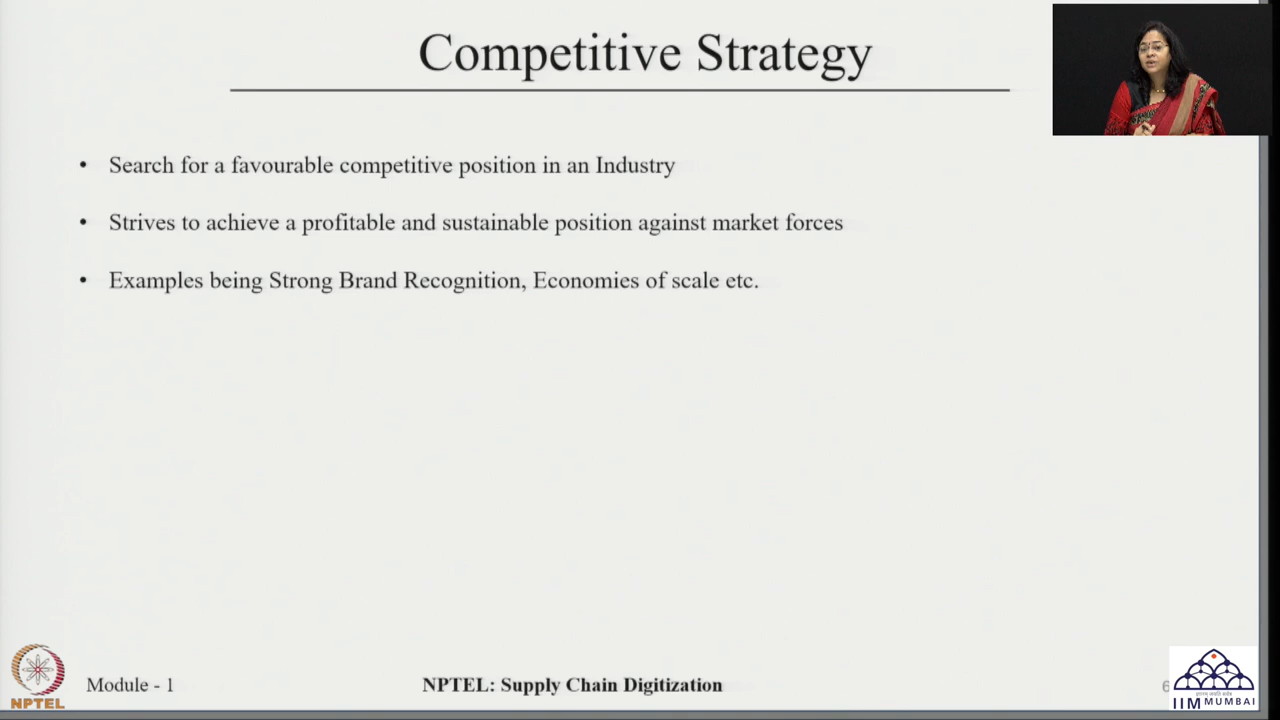 Competitive Strategy
• Search for a favourable competitive position in an Industry
• Strives to achieve a profitable and sustainable position against market forces
• Examples being Strong Brand Recognition, Economies of scale etc.
NPTEL
Module - 1
NPTEL: Supply Chain Digitization
6
IIM MUMBAI